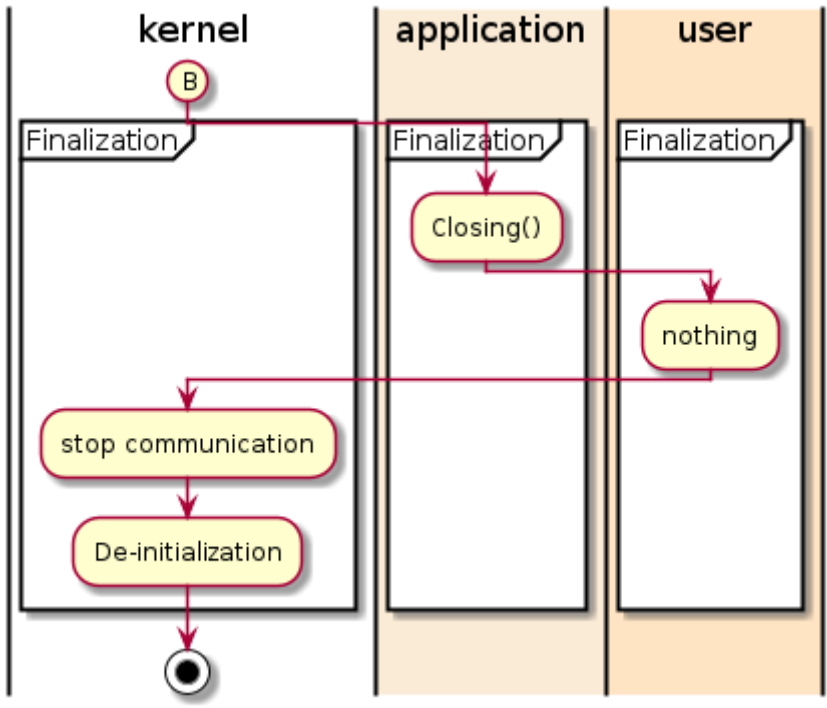 kernel
application
user
B
Finalization
Finalization
Finalization
Closing()
nothing
stop communication
De-initialization